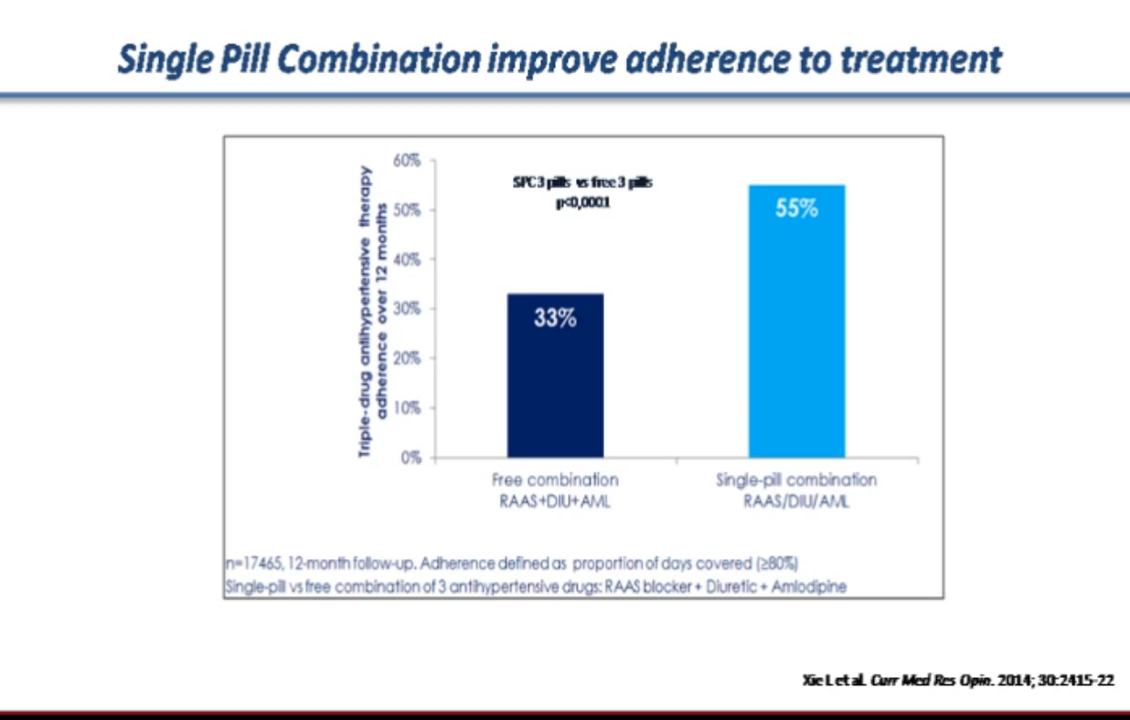 Single Pill Combination improve adherence to treatment
Triple-drug antihypertensive therapy
adherence over 12 months
60%
50%
40%
30%
20%
10%
0%
SPC 3 pills vs free 3 pills
p<0,0001
33%
55%
Free combination
RAAS+DIU+AML
Single-pill combination
RAAS/DIU/AML
n=17465, 12-month follow-up. Adherence defined as proportion of days covered (≥80%)
Single-pill vs free combination of 3 antihypertensive drugs: RAAS blocker + Diuretic + Amlodipine
Xie L et al. Curr Med Res Opin. 2014; 30:2415-22